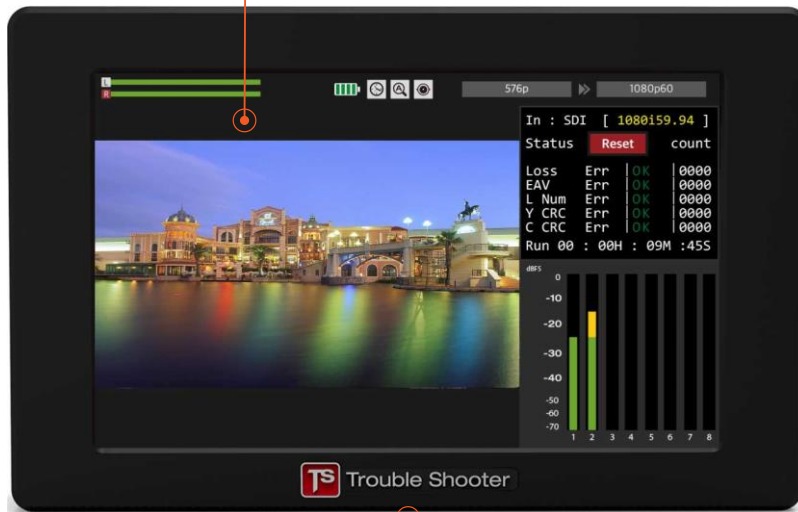 L
R
576p 1080p60
In : SDI [ 1080i59.94 ]
Status Reset count
Loss Err OK 0000
EAV Err OK 0000
L Num Err OK 0000
Y CRC Err OK 0000
C CRC Err OK 0000
Run 00 : 00H : 09M :45S
dBFS
0
-10
-20
-30
-40
-50
-60
-70
1 2 3 4 5 6 7 8
TS Trouble Shooter